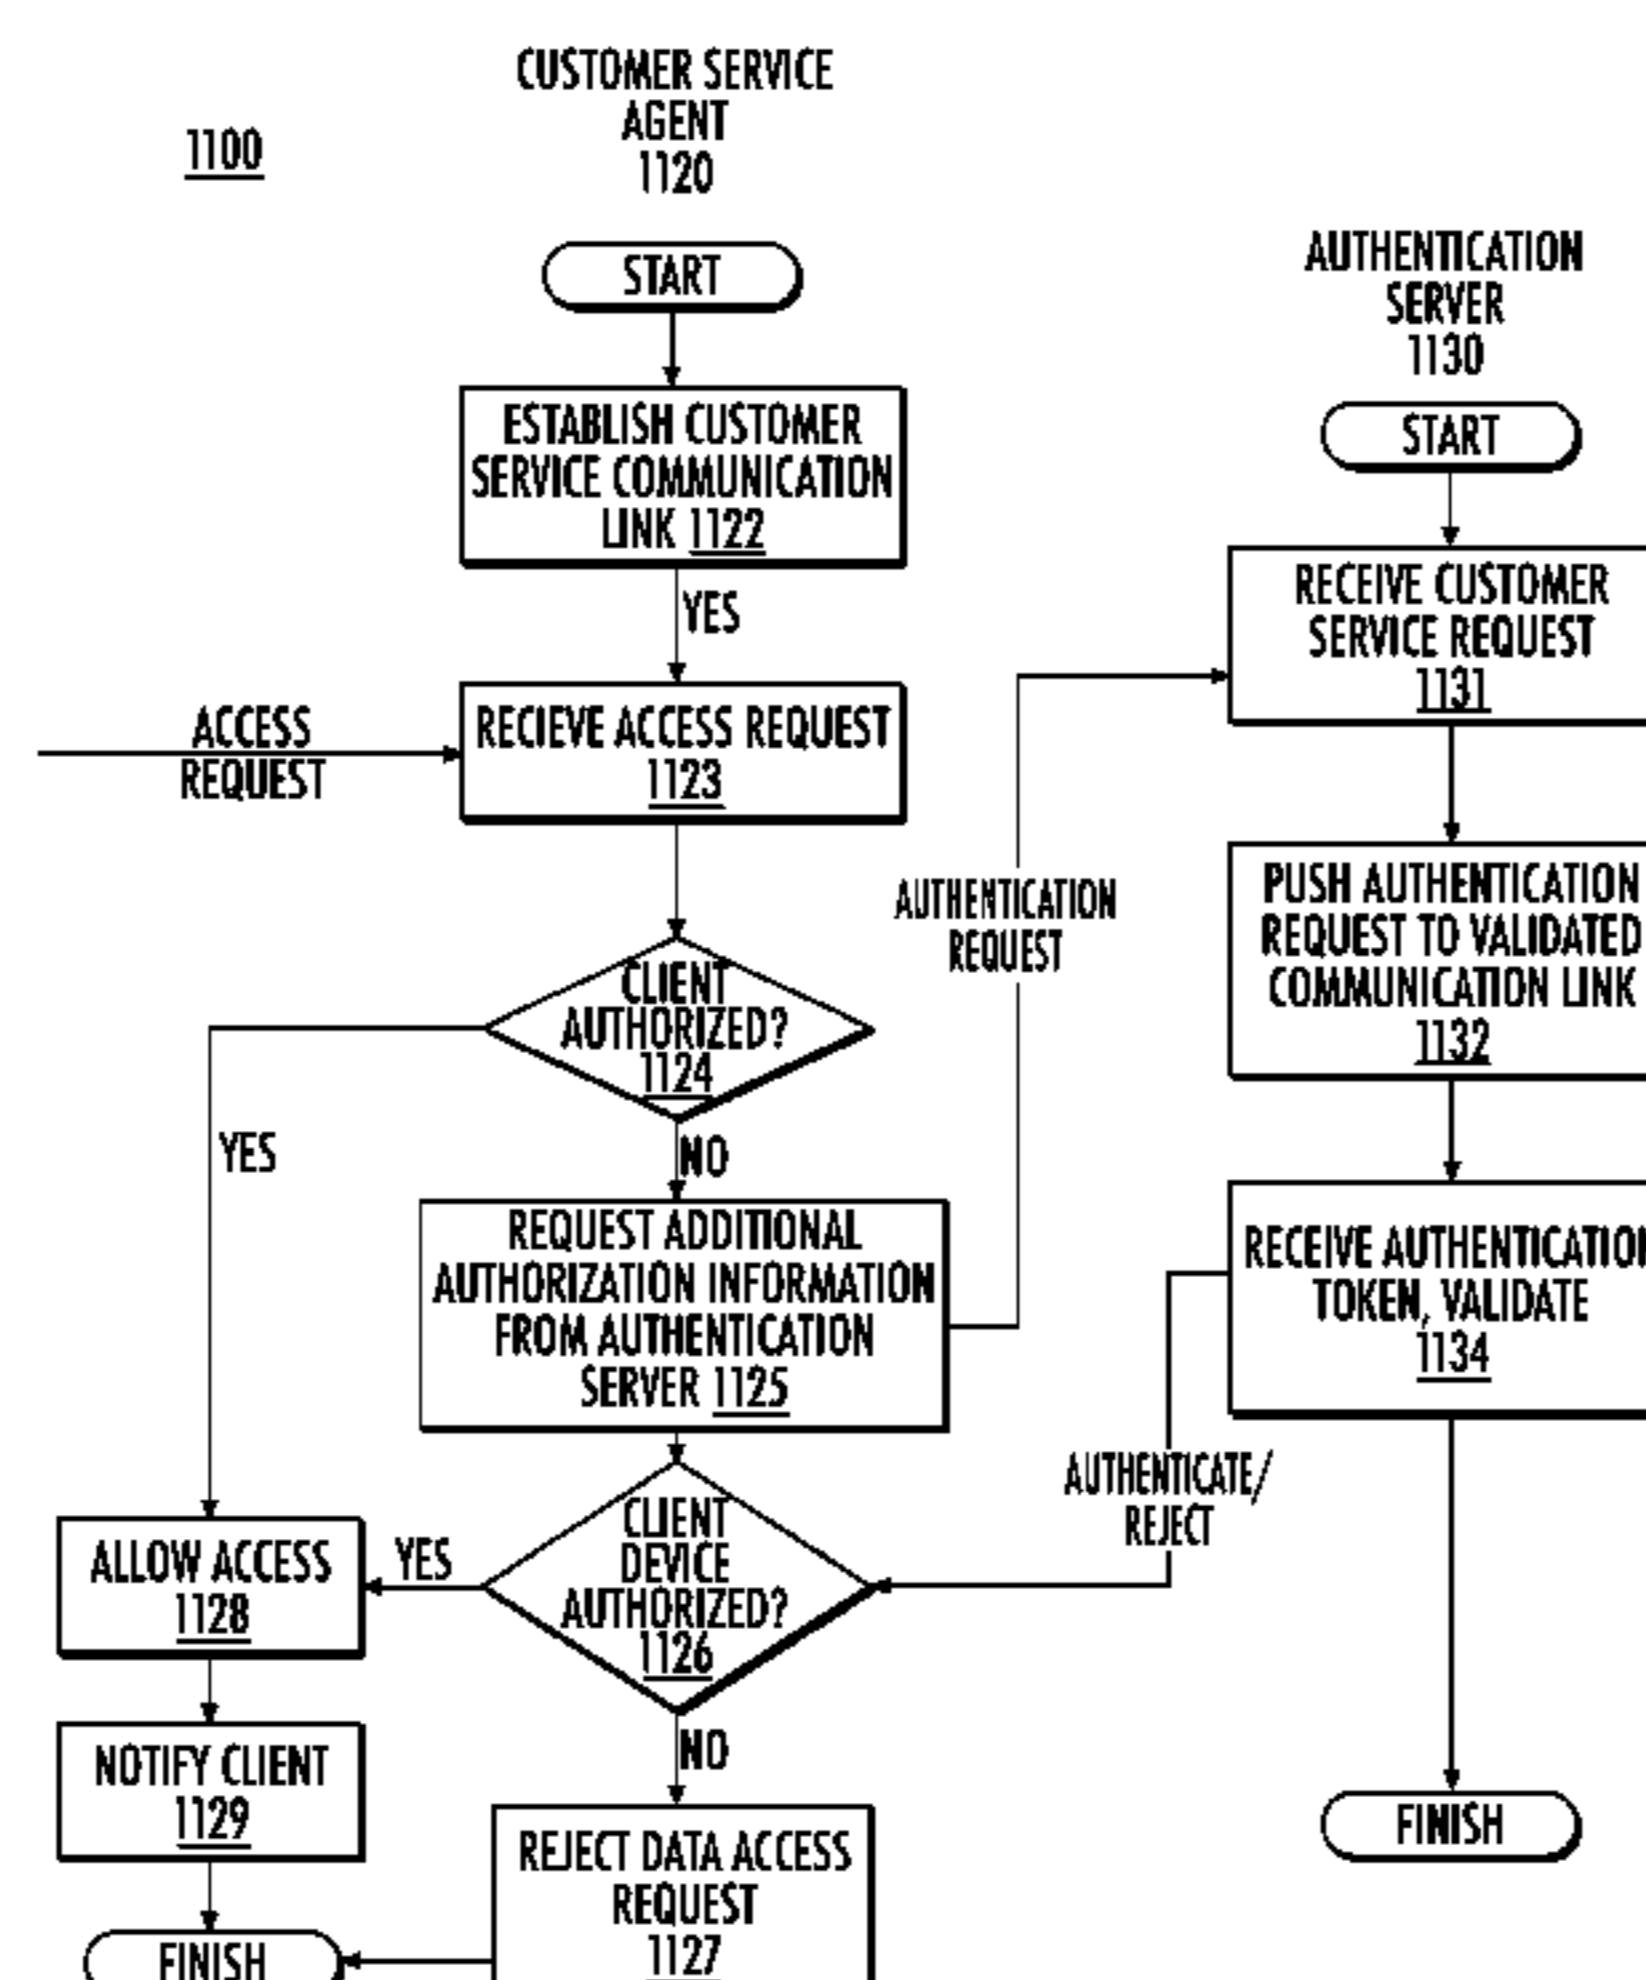 1100
CUSTOMER SERVICE
AGENT
1120
START
ESTABLISH CUSTOMER
SERVICE COMMUNICATION
LINK 1122
YES
ACCESS
REQUEST
RECIEVE ACCESS REQUEST
1123
CLIENT
AUTHORIZED?
1124
YES
NO
REQUEST ADDITIONAL
AUTHORIZATION INFORMATION
FROM AUTHENTICATION
SERVER 1125
AUTHENTICATION
REQUEST
CLIENT
DEVICE
AUTHORIZED?
1126
YES
NO
ALLOW ACCESS
1128
NOTIFY CLIENT
1129
FINISH
REJECT DATA ACCESS
REQUEST
1127
AUTHENTICATION
SERVER
1130
START
RECEIVE CUSTOMER
SERVICE REQUEST
1131
PUSH AUTHENTICATION
REQUEST TO VALIDATED
COMMUNICATION LINK
1132
RECEIVE AUTHENTICATION
TOKEN, VALIDATE
1134
AUTHENTICATE/
REJECT
FINISH